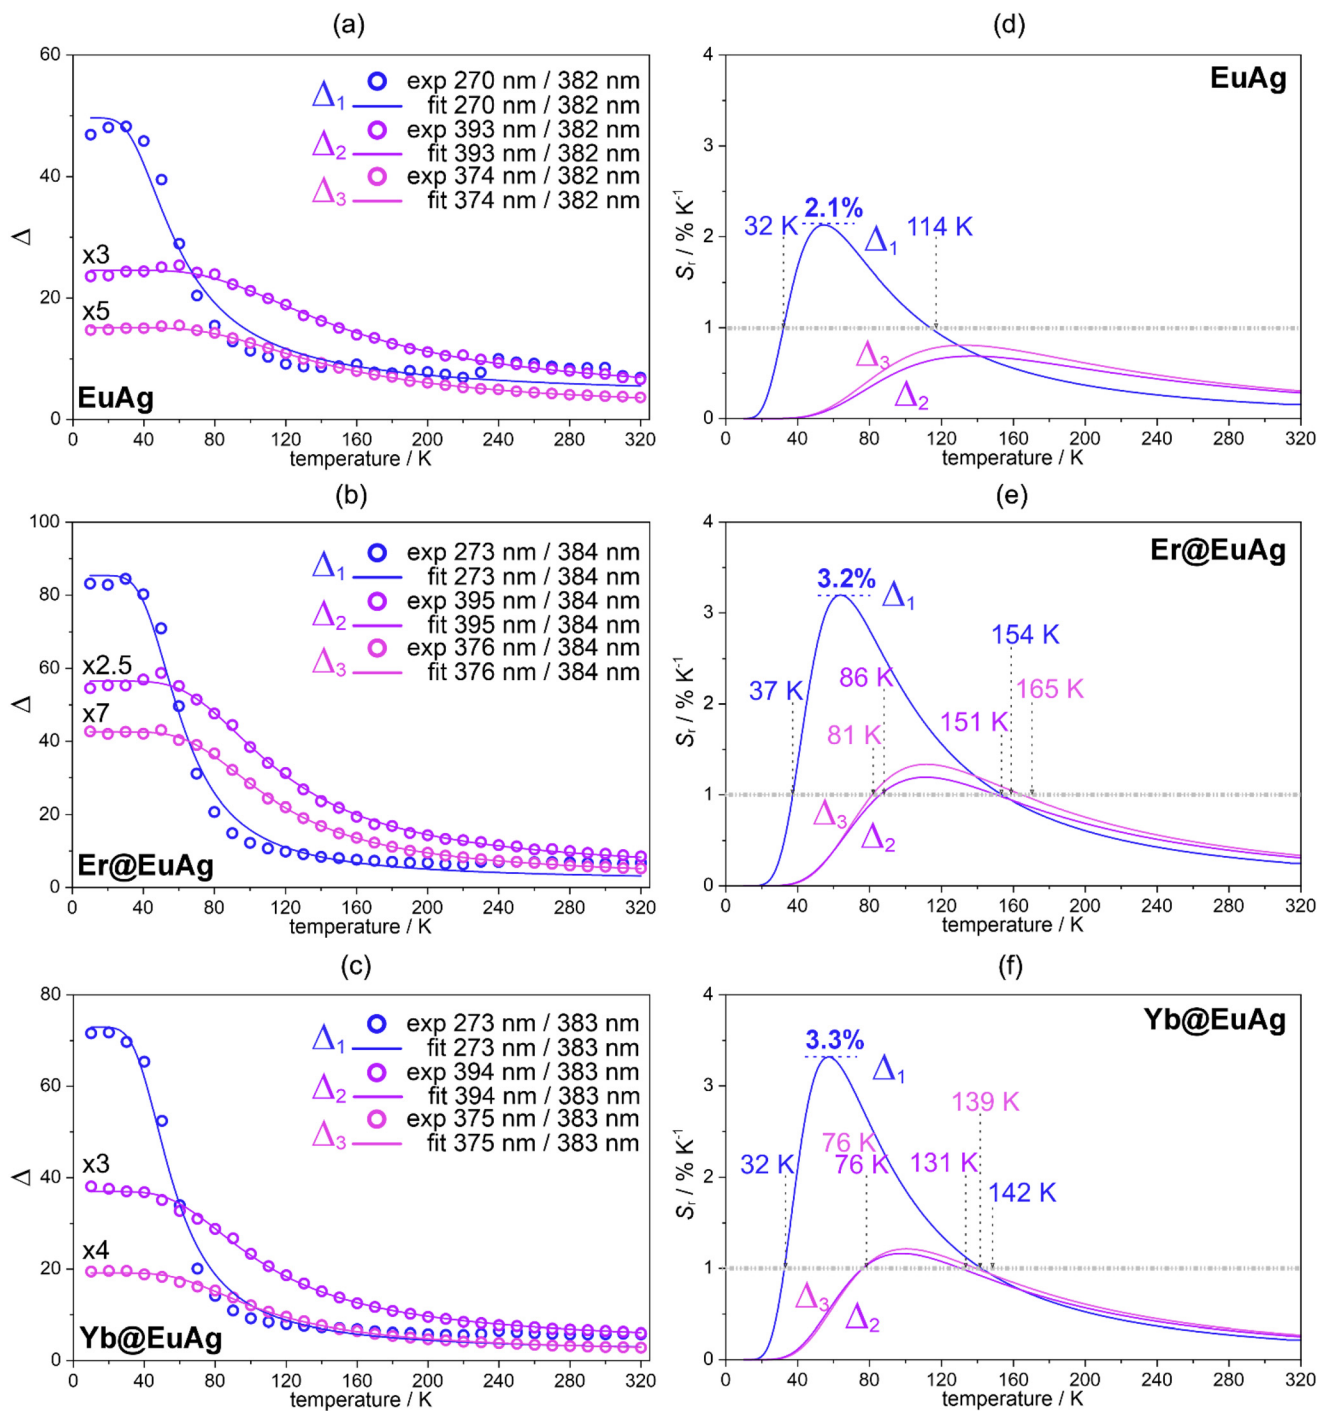 (a)
60
40
20
0
Δ
Δ1 exp 270 nm / 382 nm
fit 270 nm / 382 nm
Δ2 exp 393 nm / 382 nm
fit 393 nm / 382 nm
Δ3 exp 374 nm / 382 nm
fit 374 nm / 382 nm
x3
x5
EuAg
0 40 80 120 160 200 240 280 320
temperature / K
(d)
EuAg
4
3
2
1
0
Sr / % K-1
32 K
2.1%
114 K
Δ1
Δ3
Δ2
0 40 80 120 160 200 240 280 320
temperature / K
(b)
100
80
60
40
20
0
Δ
Δ1 exp 273 nm / 384 nm
fit 273 nm / 384 nm
Δ2 exp 395 nm / 384 nm
fit 395 nm / 384 nm
Δ3 exp 376 nm / 384 nm
fit 376 nm / 384 nm
x2.5
x7
Er@EuAg
0 40 80 120 160 200 240 280 320
temperature / K
(e)
Er@EuAg
4
3
2
1
0
Sr / % K-1
3.2%
Δ1
154 K
86 K
37 K
165 K
151 K
81 K
Δ3
Δ2
0 40 80 120 160 200 240 280 320
temperature / K
(c)
80
60
40
20
0
Δ
Δ1 exp 273 nm / 383 nm
fit 273 nm / 383 nm
Δ2 exp 394 nm / 383 nm
fit 394 nm / 383 nm
Δ3 exp 375 nm / 383 nm
fit 375 nm / 383 nm
x3
x4
Yb@EuAg
0 40 80 120 160 200 240 280 320
temperature / K
(f)
Yb@EuAg
4
3
2
1
0
Sr / % K-1
3.3%
Δ1
139 K
76 K
32 K
76 K
131 K
142 K
Δ3
Δ2
0 40 80 120 160 200 240 280 320
temperature / K